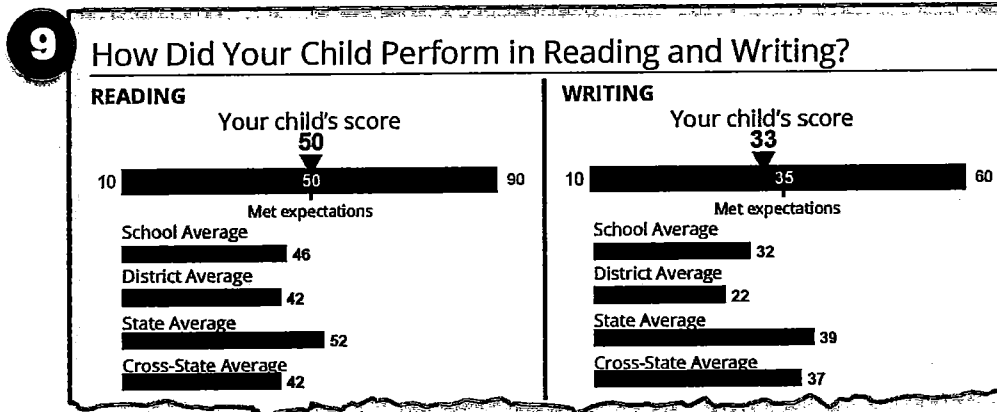 9
How Did Your Child Perform in Reading and Writing?
READING
Your child's score
50
10 50 90
Met expectations
School Average
46
District Average
42
State Average
52
Cross-State Average
42
WRITING
Your child's score
33
10 35 60
Met expectations
School Average
32
District Average
22
State Average
39
Cross-State Average
37